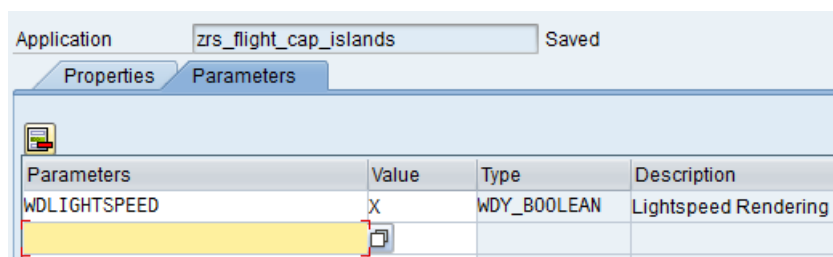 Application zrs_flight_cap_islands Saved
Properties Parameters
Parameters Value Type Description
WDLIGHTSPEED X WDY_BOOLEAN Lightspeed Rendering